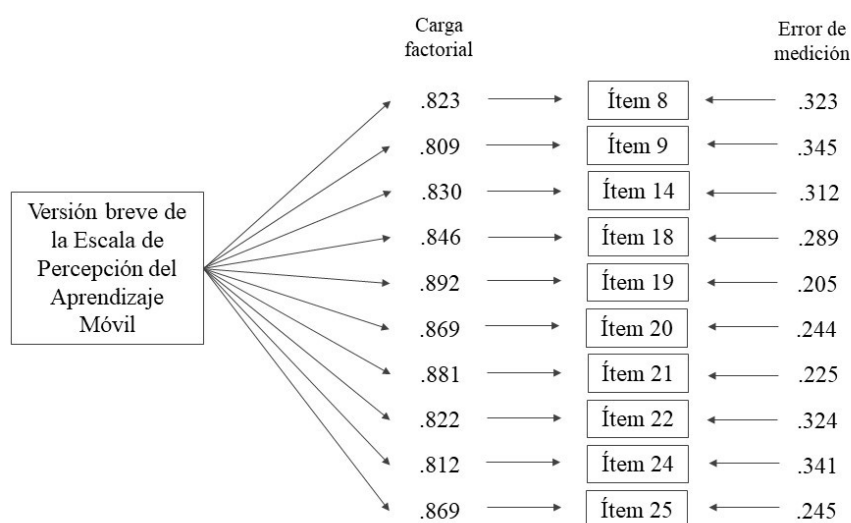 Carga
factorial
Error de
medición
.823 Ítem 8 .323
.809 Ítem 9 .345
.830 Ítem 14 .312
.846 Ítem 18 .289
.892 Ítem 19 .205
.869 Ítem 20 .244
.881 Ítem 21 .225
.822 Ítem 22 .324
.812 Ítem 24 .341
.869 Ítem 25 .245
Versión breve de
la Escala de
Percepción del
Aprendizaje
Móvil